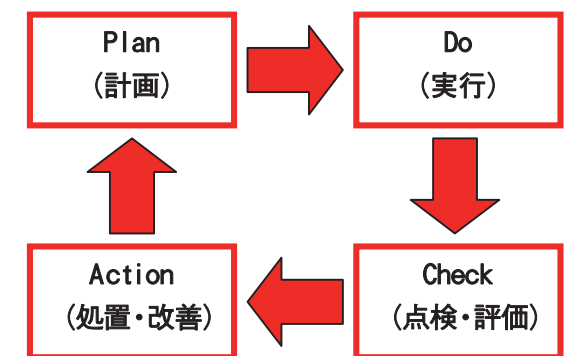 Plan
（計画）
Do
（実行）
Action
（処置・改善）
Check
（点検・評価）